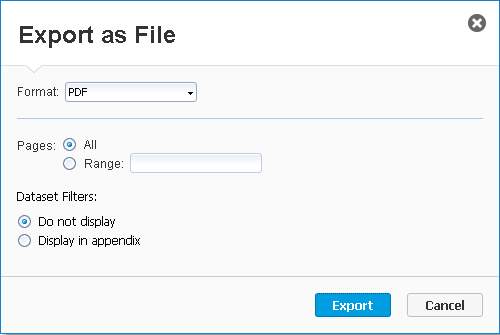 Export as File
Format: PDF
Pages: All
Range:
Dataset Filters:
Do not display
Display in appendix
Export Cancel